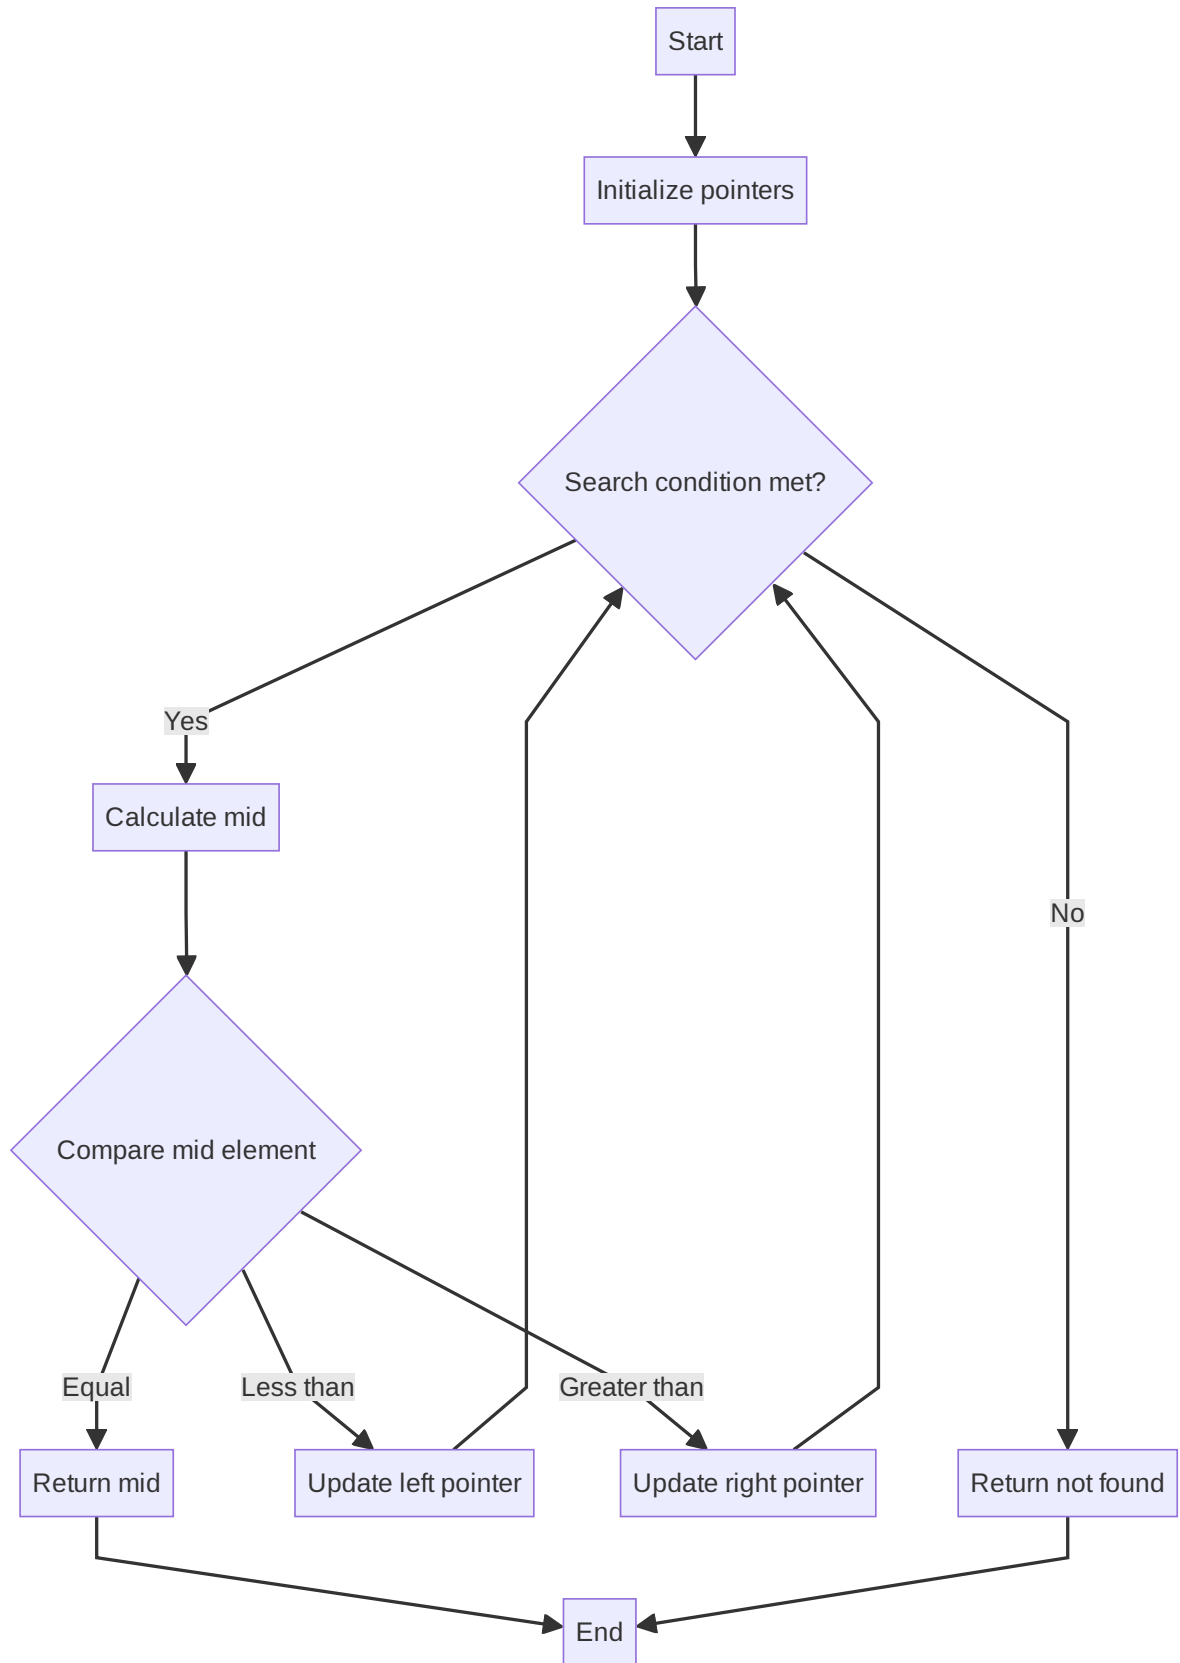 Start
Initialize pointers
Search condition met?
Yes
Calculate mid
No
Compare mid element
Equal
Less than
Greater than
Return mid
Update left pointer
Update right pointer
Return not found
End